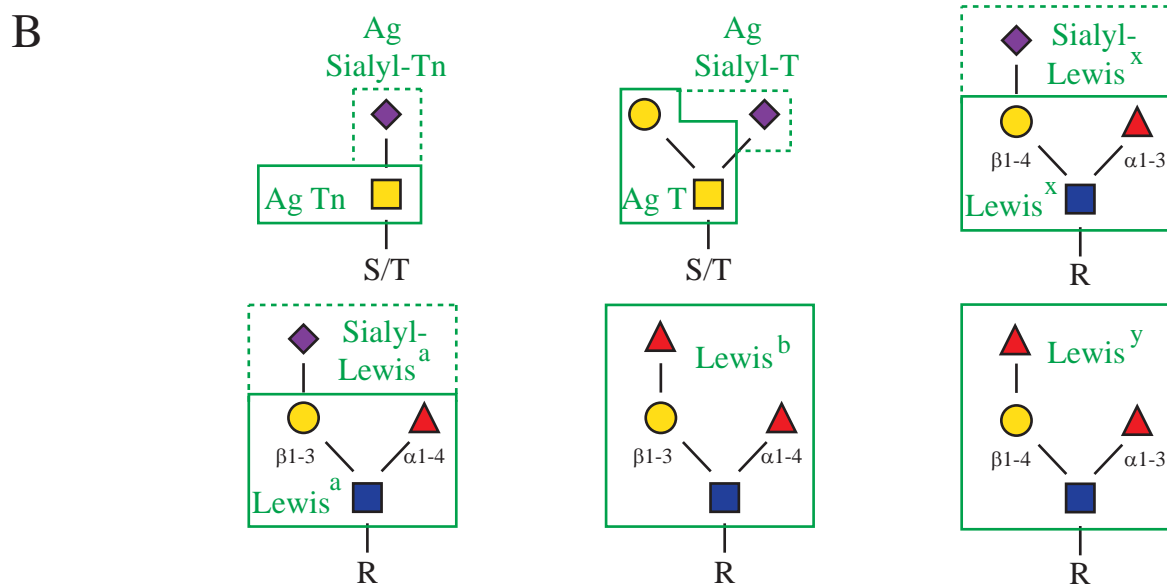 B
Ag
Sialyl-Tn
Ag Tn
S/T
Ag
Sialyl-T
Ag T
S/T
Sialyl-
Lewis^x
β1-4 α1-3
Lewis^x
R
Sialyl-
Lewis^a
β1-3 α1-4
Lewis^a
R
Lewis^b
β1-3 α1-4
R
Lewis^y
β1-4 α1-3
R